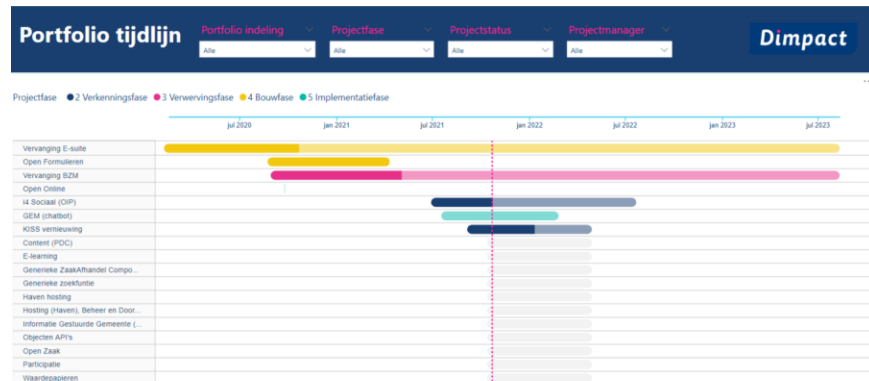 Portfolio tijdlijn
Portfolio indeling Projectfase Projectstatus Projectmanager
Alle Alle Alle Alle
Dimpact
Projectfase 2 Verkenningsfase 3 Verwervingsfase 4 Bouwfase 5 Implementatiefase
jul 2020 jan 2021 jul 2021 jan 2022 jul 2022 jan 2023 jul 2023
Vervanging E-suite
Open Formulieren
Vervanging BZM
Open Online
i4 Sociaal (OIP)
GEM (chatbot)
KISS vernieuwing
Content (PDC)
E-learning
Generieke ZaakAfhandel Compo...
Generieke zoekfuntie
Haven hosting
Hosting (Haven), Beheer en Door...
Informatie Gestuurde Gemeente (...
Objecten API's
Open Zaak
Participatie
Waardepapieren